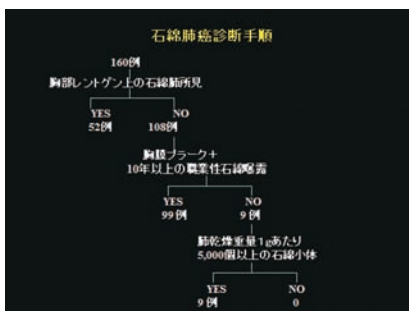 石綿肺癌診断手順
160例
胸部レントゲン上の石綿肺所見
YES NO
52例 108例
胸膜プラーク+
10年以上の職業性石綿曝露
YES NO
99例 9例
肺乾燥重量1gあたり
5,000個以上の石綿小体
YES NO
9例 0